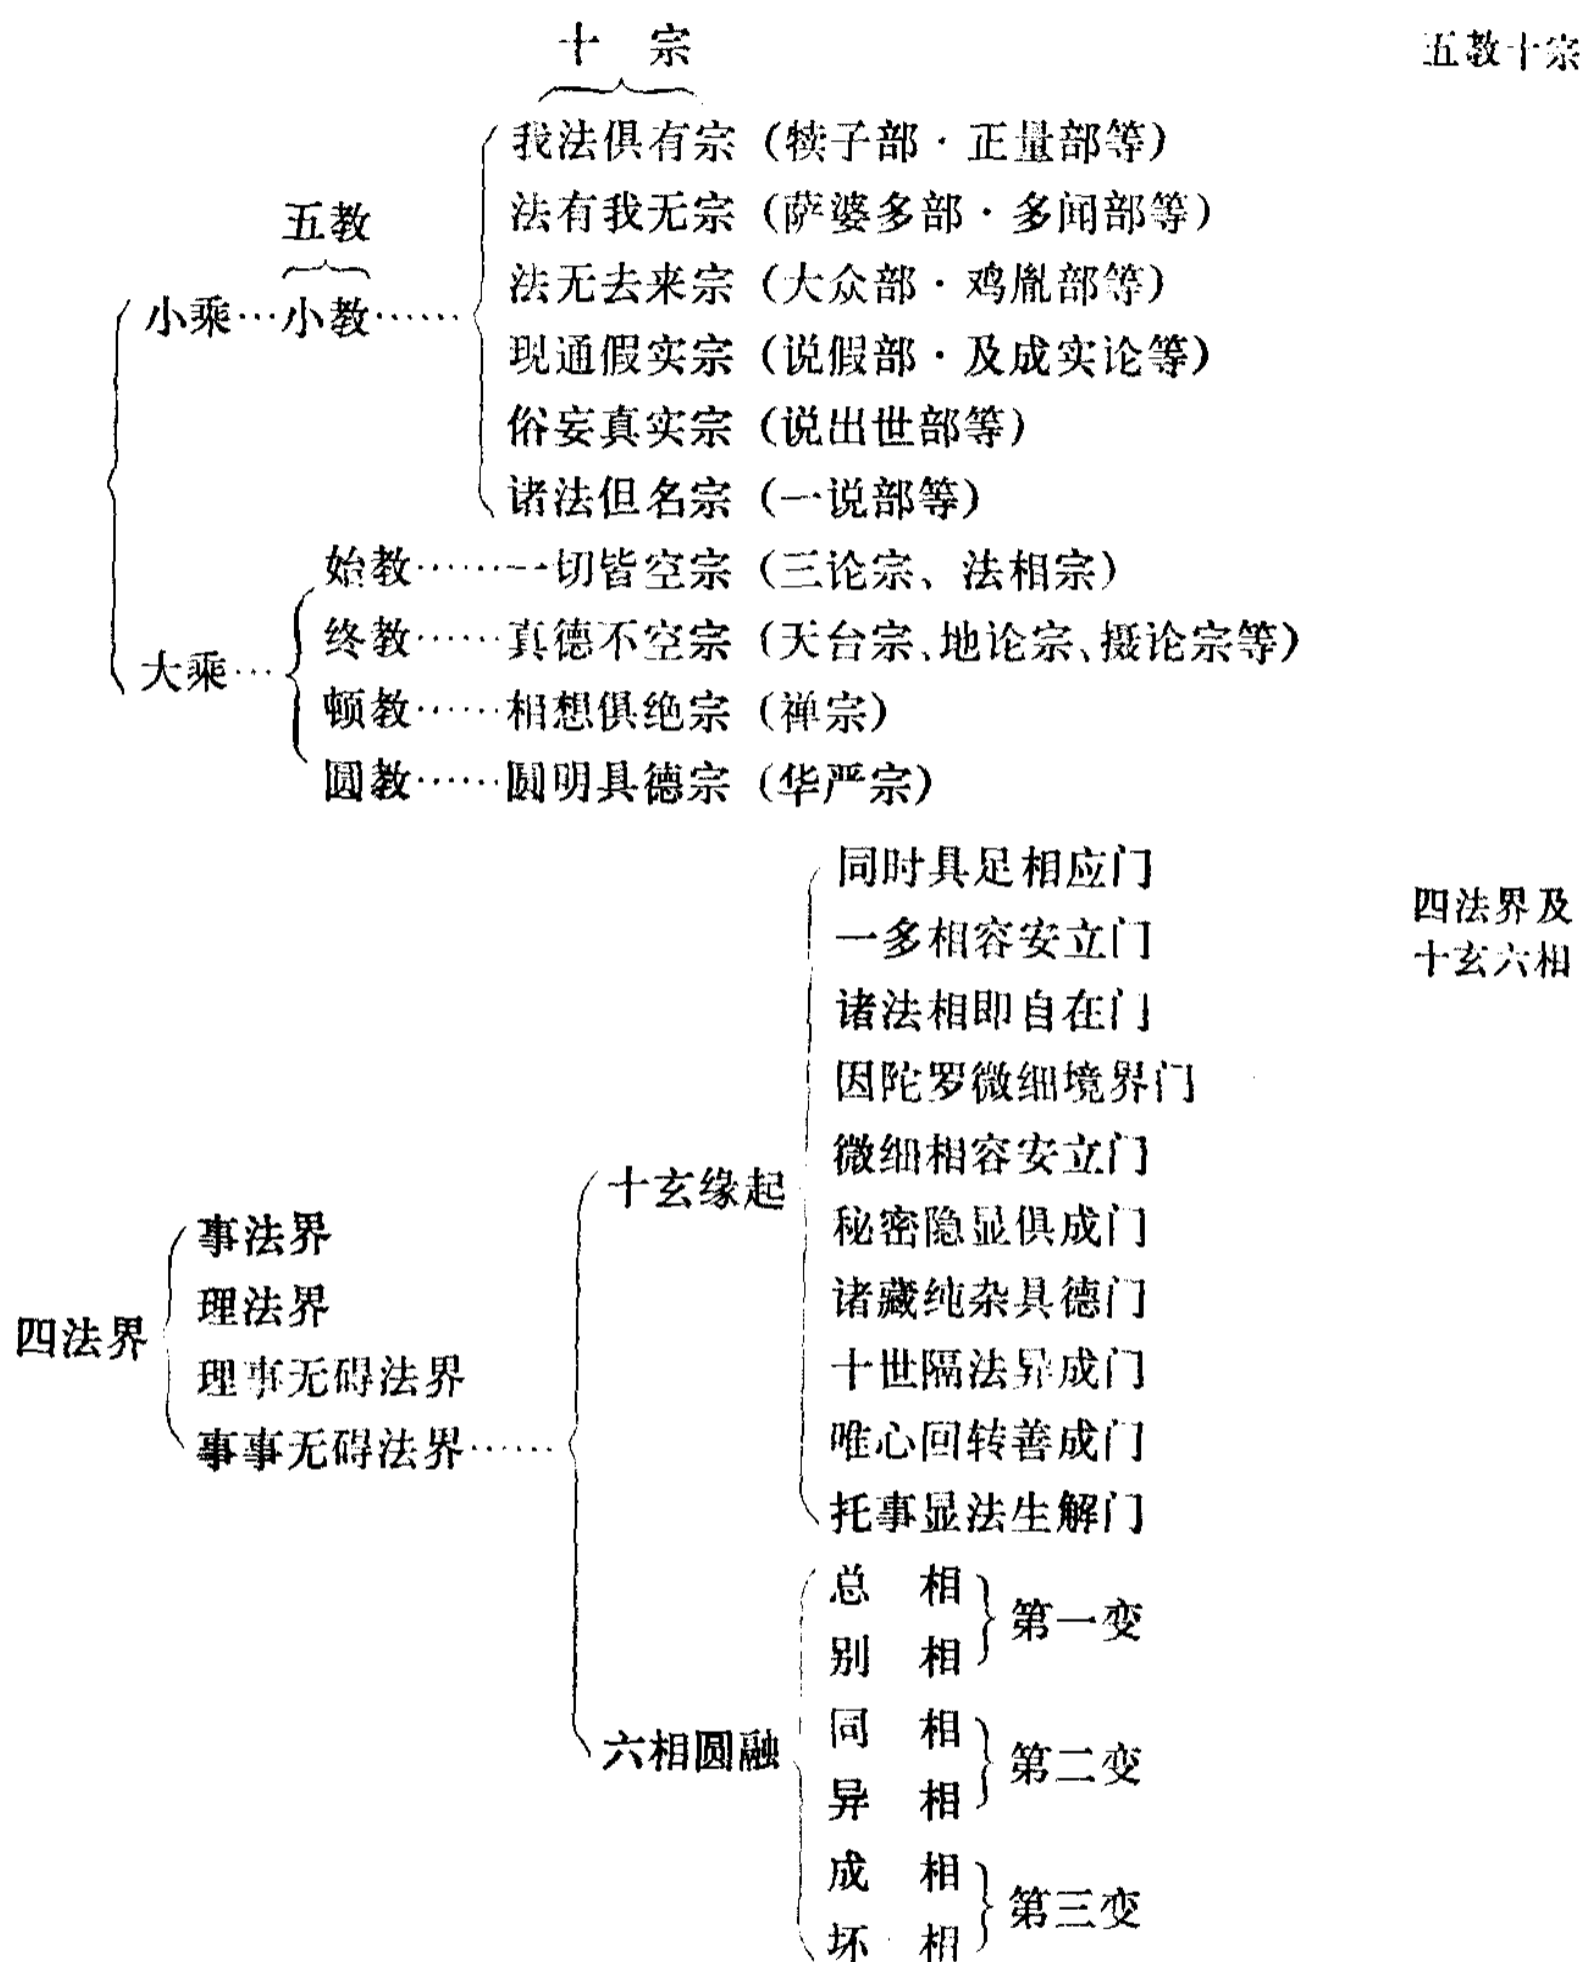 十 宗
五教十宗
我法俱有宗（犊子部·正量部等）
五教
法有我无宗（萨婆多部·多闻部等）
法无去来宗（大众部·鸡胤部等）
小乘…小教……
现通假实宗（说假部·及成实论等）
俗妄真实宗（说出世部等）
诸法但名宗（一说部等）
始教……一切皆空宗（三论宗、法相宗）
终教……真德不空宗（天台宗、地论宗、摄论宗等）
大乘…
顿教……相想俱绝宗（禅宗）
圆教……圆明具德宗（华严宗）
同时具足相应门
四法界及
十玄六相
一多相容安立门
诸法相即自在门
因陀罗微细境界门
微细相容安立门
十玄缘起
秘密隐显俱成门
诸藏纯杂具德门
十世隔法异成门
唯心回转善成门
托事显法生解门
四法界
事法界
理法界
理事无碍法界
事事无碍法界……
六相圆融
总 相
别 相
第一变
同 相
异 相
第二变
成 相
坏 相
第三变